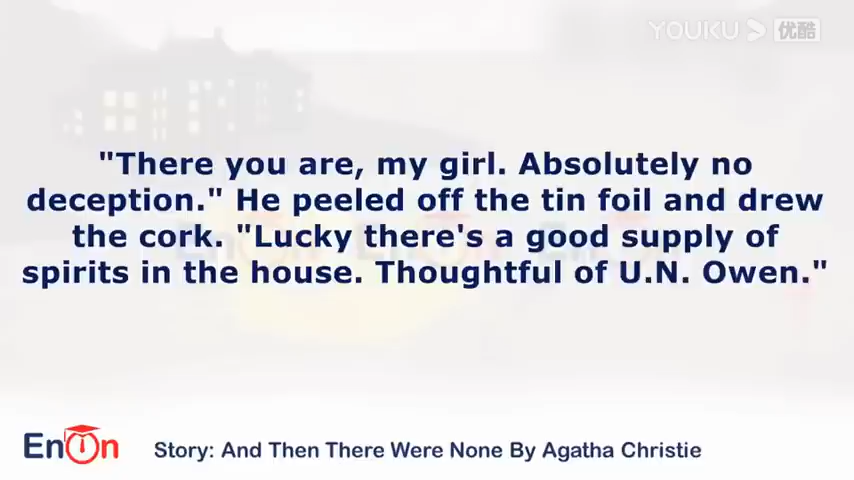 YOUKU 优酷
"There you are, my girl. Absolutely no
deception." He peeled off the tin foil and drew
the cork. "Lucky there's a good supply of
spirits in the house. Thoughtful of U.N. Owen."
EnOn
Story: And Then There Were None By Agatha Christie